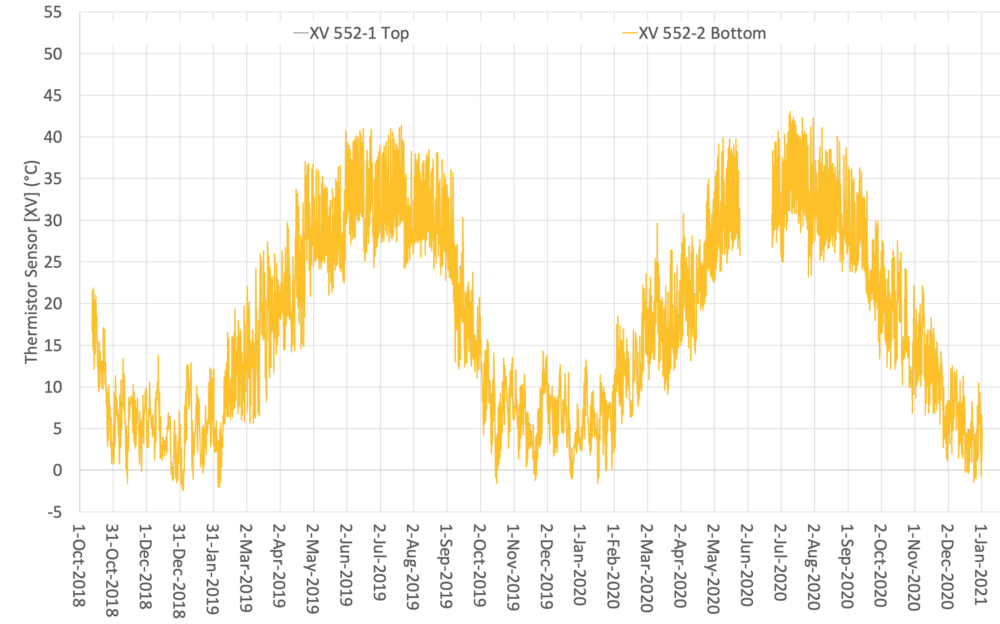 55
XV 552-1 Top
XV 552-2 Bottom
50
45
40
35
30
25
20
15
10
5
0
-5
Thermistor Sensor [XV] (°C)
1-Oct-2018
31-Oct-2018
1-Dec-2018
31-Dec-2018
31-Jan-2019
2-Mar-2019
2-Apr-2019
2-May-2019
2-Jun-2019
2-Jul-2019
2-Aug-2019
1-Sep-2019
2-Oct-2019
1-Nov-2019
2-Dec-2019
1-Jan-2020
1-Feb-2020
2-Mar-2020
2-Apr-2020
2-May-2020
2-Jun-2020
2-Jul-2020
2-Aug-2020
1-Sep-2020
2-Oct-2020
1-Nov-2020
2-Dec-2020
1-Jan-2021